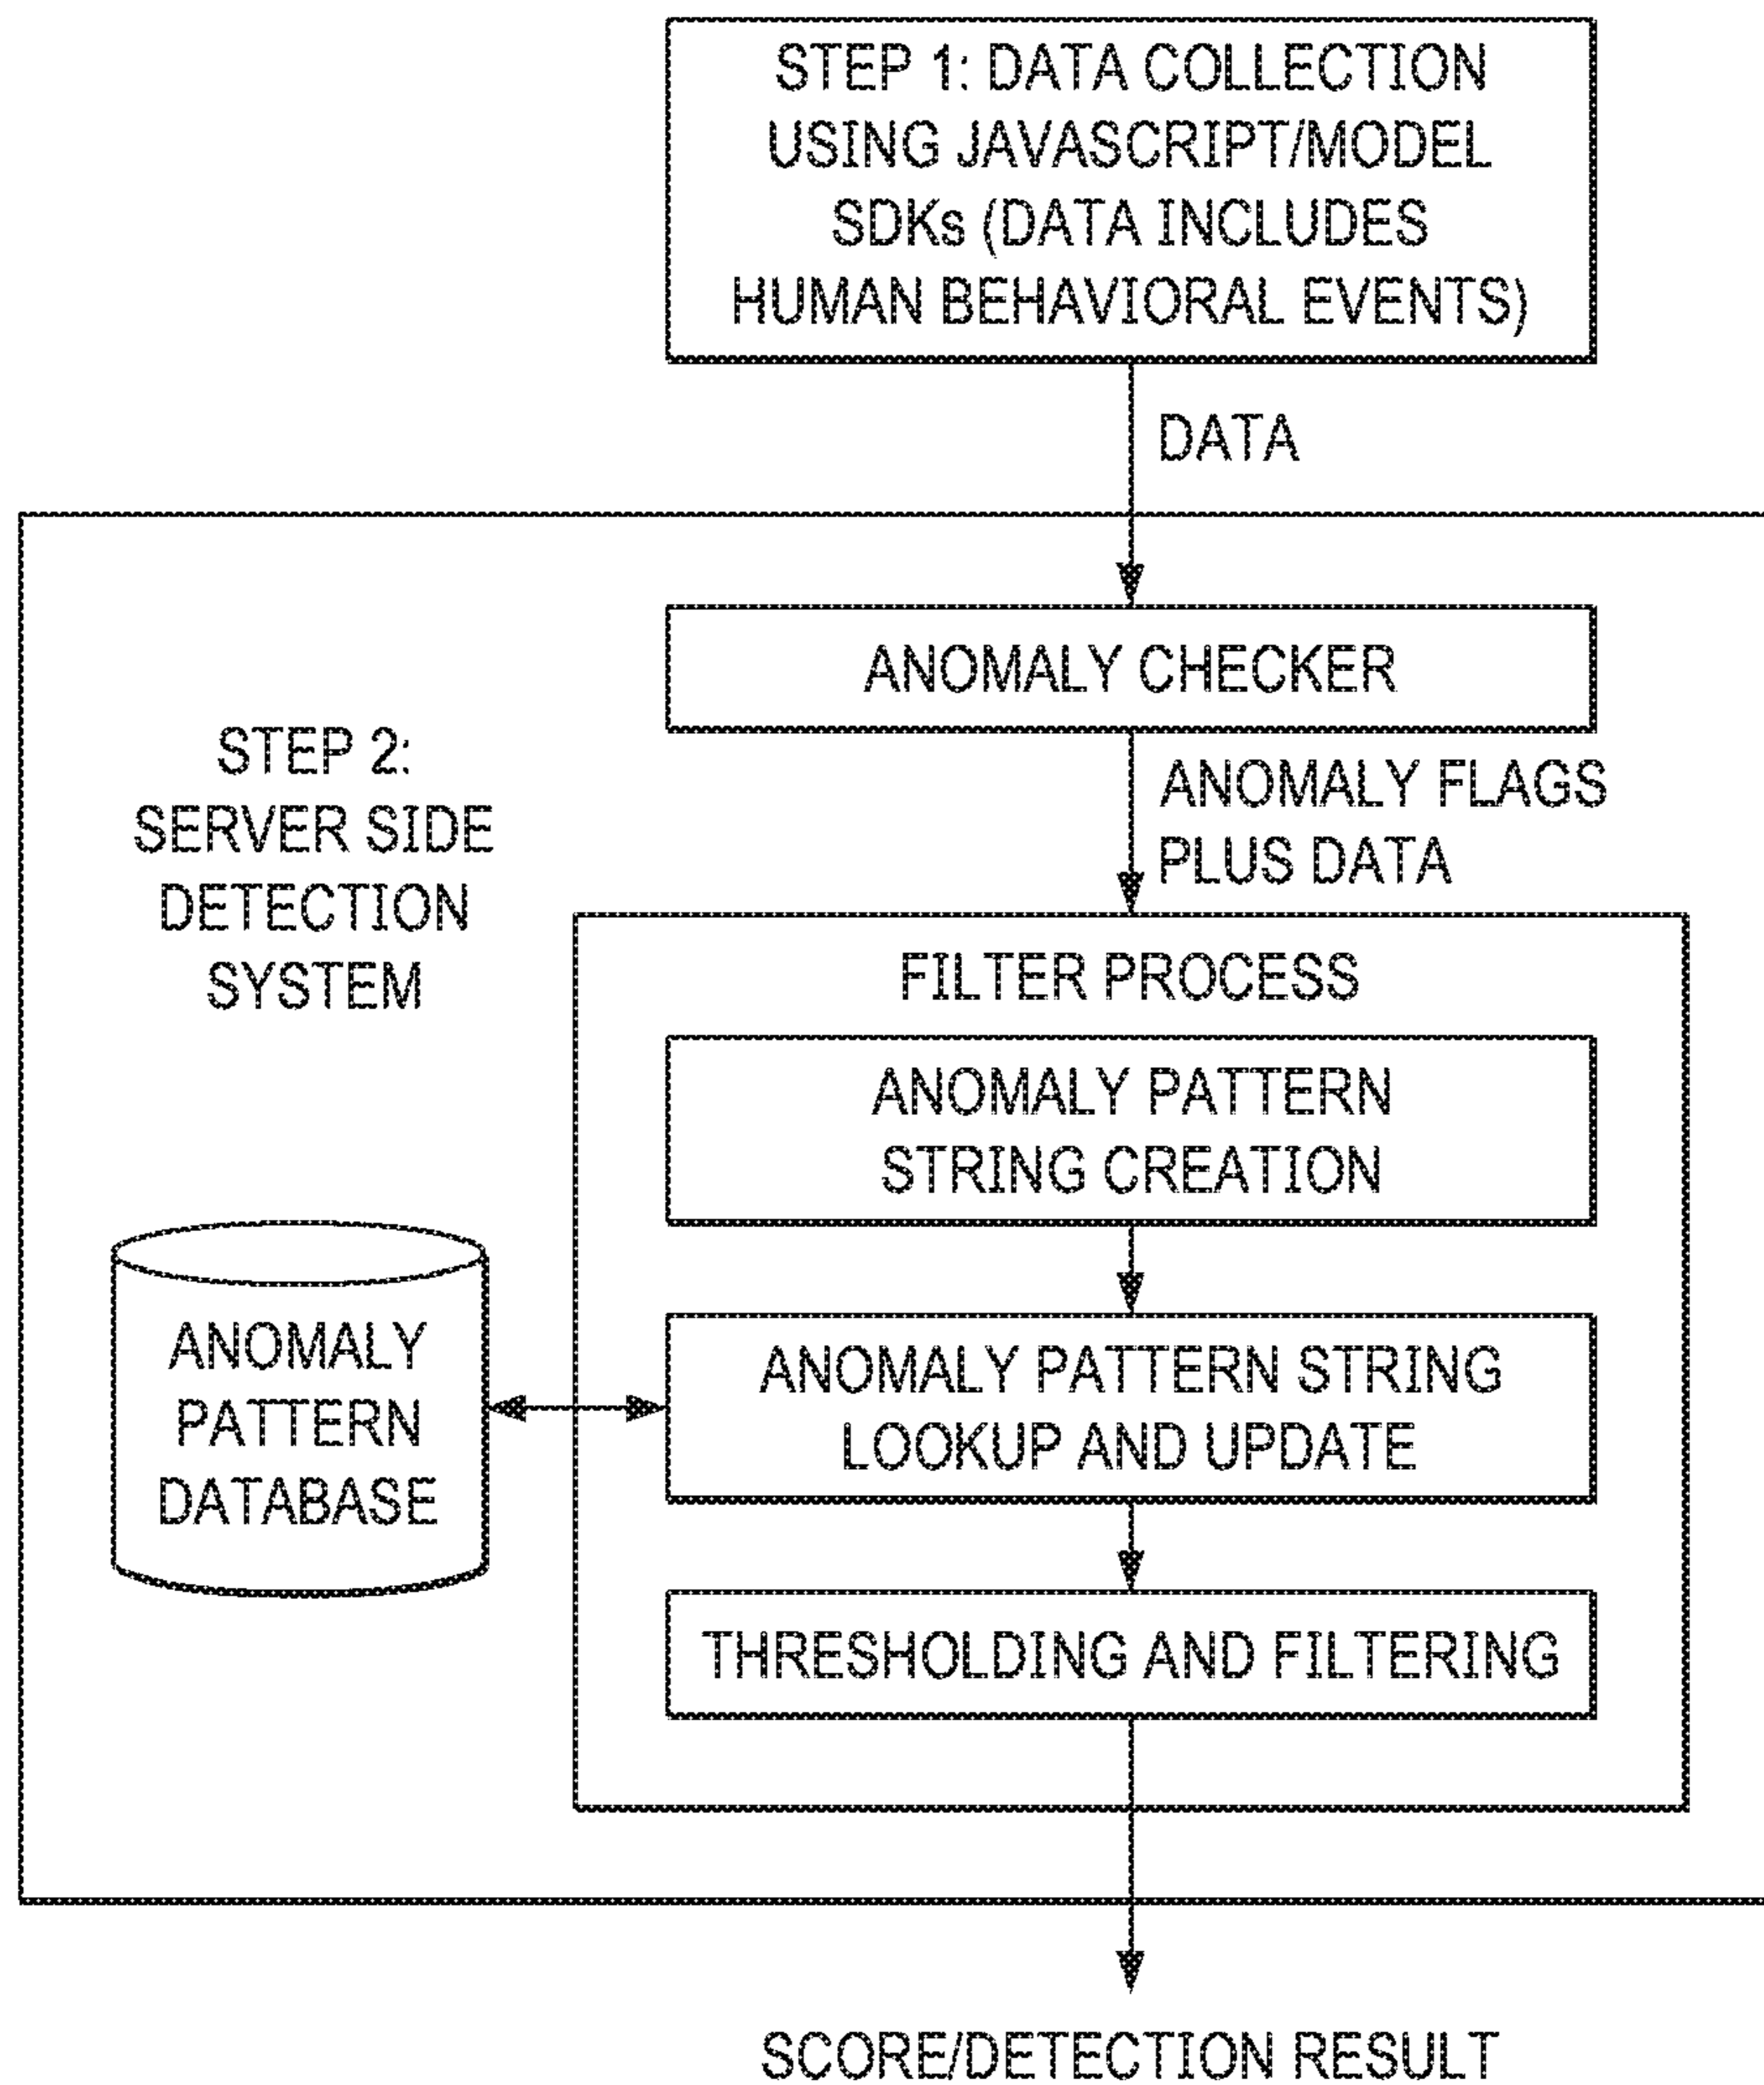 STEP 1: DATA COLLECTION
USING JAVASCRIPT/MODEL
SDKs (DATA INCLUDES
HUMAN BEHAVIORAL EVENTS)
DATA
ANOMALY CHECKER
STEP 2:
SERVER SIDE
DETECTION
SYSTEM
ANOMALY FLAGS
PLUS DATA
FILTER PROCESS
ANOMALY PATTERN
STRING CREATION
ANOMALY
PATTERN
DATABASE
ANOMALY PATTERN STRING
LOOKUP AND UPDATE
THRESHOLDING AND FILTERING
SCORE/DETECTION RESULT